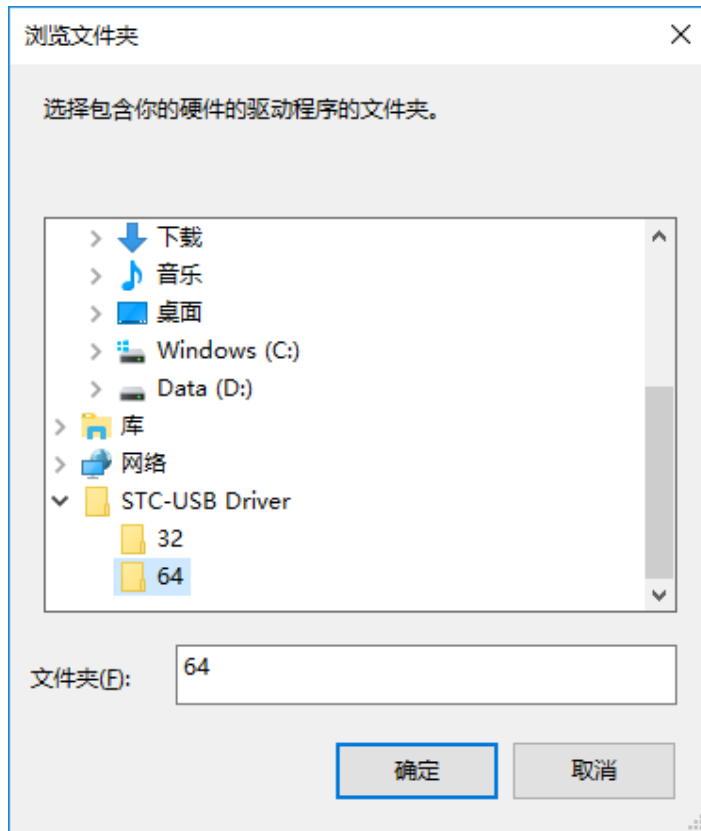 浏览文件夹
选择包含你的硬件的驱动程序的文件夹。
下载
音乐
桌面
Windows (C:)
Data (D:)
库
网络
STC-USB Driver
32
64
文件夹(F): 64
确定 取消